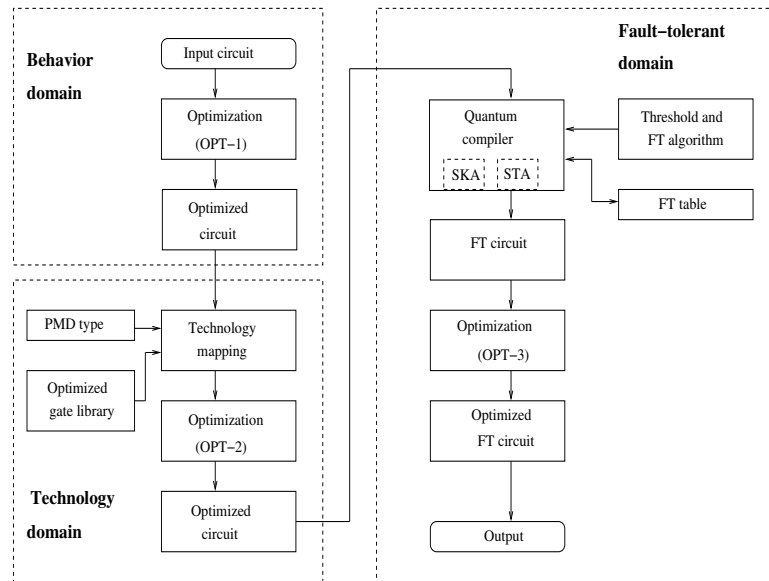 Behavior
domain
Input circuit
Optimization
(OPT−1)
Optimized
circuit
PMD type
Optimized
gate library
Technology
mapping
Optimization
(OPT−2)
Technology
domain
Optimized
circuit
Fault−tolerant
domain
Quantum
compiler
SKA
STA
Threshold and
FT algorithm
FT table
FT circuit
Optimization
(OPT−3)
Optimized
FT circuit
Output